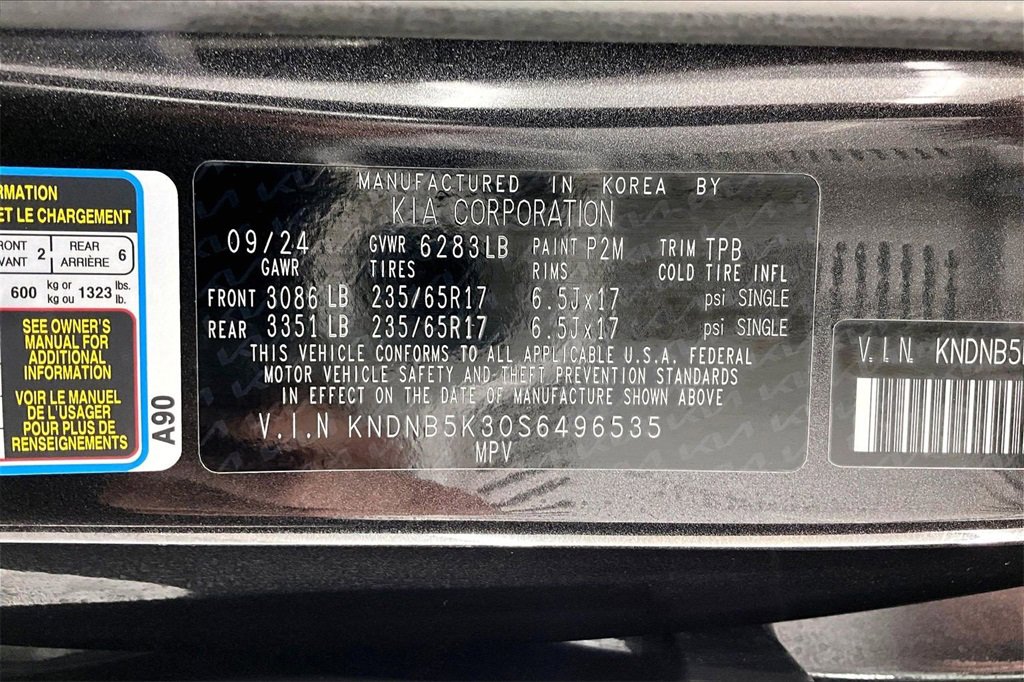 RMATION
ET LE CHARGEMENT
RONT 2 REAR 6
VANT ARRIÈRE
600 kg or 1323 lbs.
kg ou lb.
SEE OWNER'S
MANUAL FOR
ADDITIONAL
INFORMATION
VOIR LE MANUEL
DE L'USAGER
POUR PLUS DE
RENSEIGNEMENTS
A90
MANUFACTURED IN KOREA BY
KIA CORPORATION
09/24 GVWR 6283LB PAINT P2M TRIM TPB
GAWR TIRES RIMS COLD TIRE INFL
FRONT 3086 LB 235/65R17 6.5Jx17 psi SINGLE
REAR 3351 LB 235/65R17 6.5Jx17 psi SINGLE
THIS VEHICLE CONFORMS TO ALL APPLICABLE U.S.A. FEDERAL
MOTOR VEHICLE SAFETY AND THEFT PREVENTION STANDARDS
IN EFFECT ON THE DATE OF MANUFACTURE SHOWN ABOVE
V.I.N KNDNB5K30S6496535
MPV
V.I.N. KNDNB5